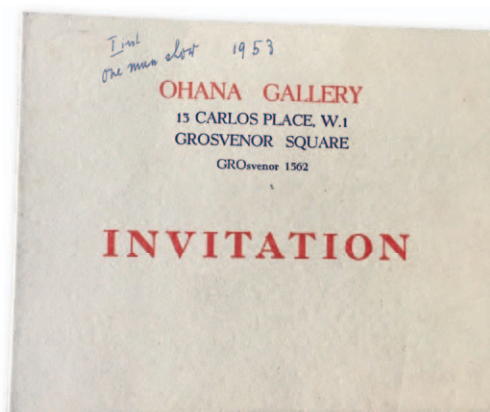 First
one man show 1953
OHANA GALLERY
13 CARLOS PLACE, W.1
GROSVENOR SQUARE
GROsvenor 1562
INVITATION